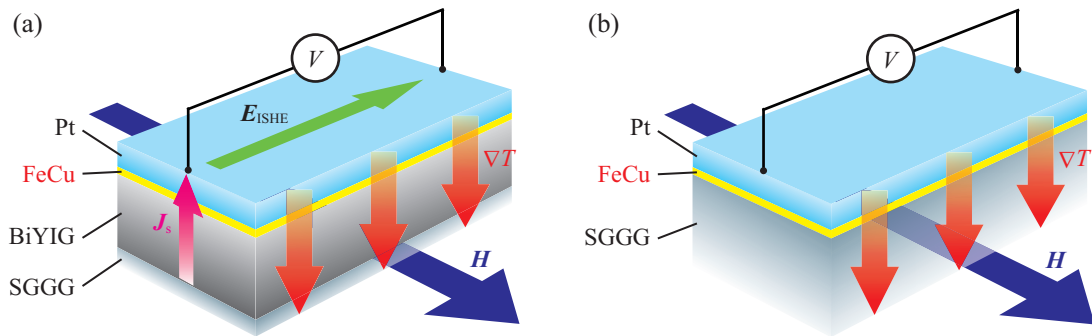 (a)
V
E_ISHE
Pt
FeCu
∇T
J_s
BiYIG
SGGG
H
(b)
V
Pt
FeCu
∇T
SGGG
H